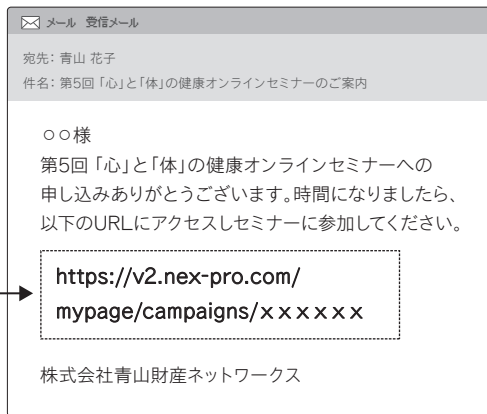 メール 受信メール
宛先: 青山 花子
件名: 第5回 「心」と「体」の健康オンラインセミナーのご案内
○○様
第5回 「心」と「体」の健康オンラインセミナーへの
申し込みありがとうございます。時間になりましたら、
以下のURLにアクセスしセミナーに参加してください。
https://v2.nex-pro.com/
mypage/campaigns/××××××
株式会社青山財産ネットワークス